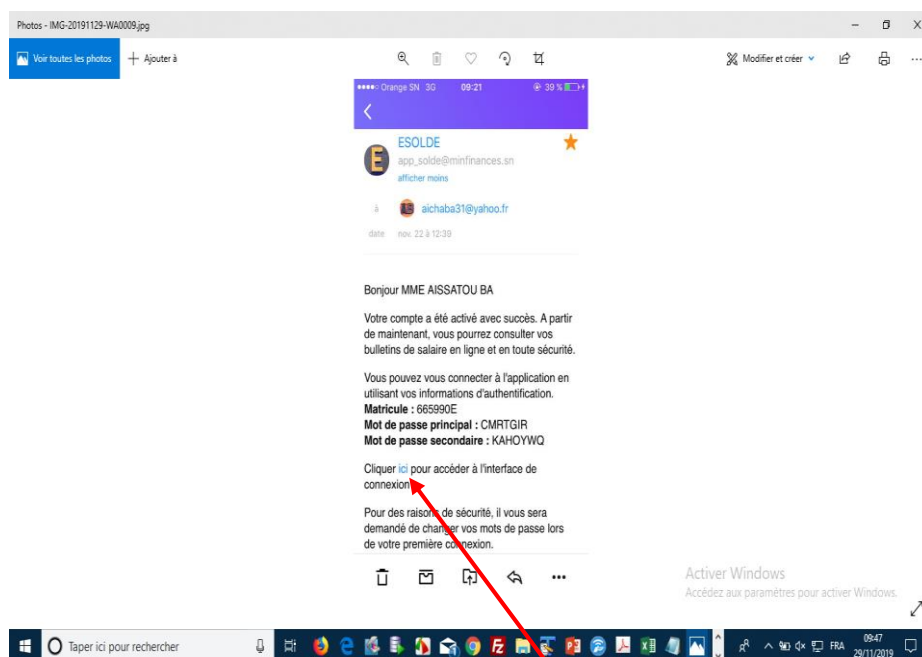 Photos - IMG-20191129-WA0009.jpg
Voir toutes les photos
Ajouter à
Modifier et créer
Orange SN 3G 09:21 39 %
ESOLDE
app_solde@minfinances.sn
afficher moins
à aichaba31@yahoo.fr
date nov. 22 à 12:39
Bonjour MME AISSATOU BA
Votre compte a été activé avec succès. A partir
de maintenant, vous pourrez consulter vos
bulletins de salaire en ligne et en toute sécurité.
Vous pouvez vous connecter à l'application en
utilisant vos informations d'authentification.
Matricule : 665990E
Mot de passe principal : CMRTGIR
Mot de passe secondaire : KAHOYWQ
Cliquer ici pour accéder à l'interface de
connexion
Pour des raisons de sécurité, il vous sera
demandé de changer vos mots de passe lors
de votre première connexion.
Activer Windows
Accédez aux paramètres pour activer Windows.
Taper ici pour rechercher
FRA
09:47
29/11/2019